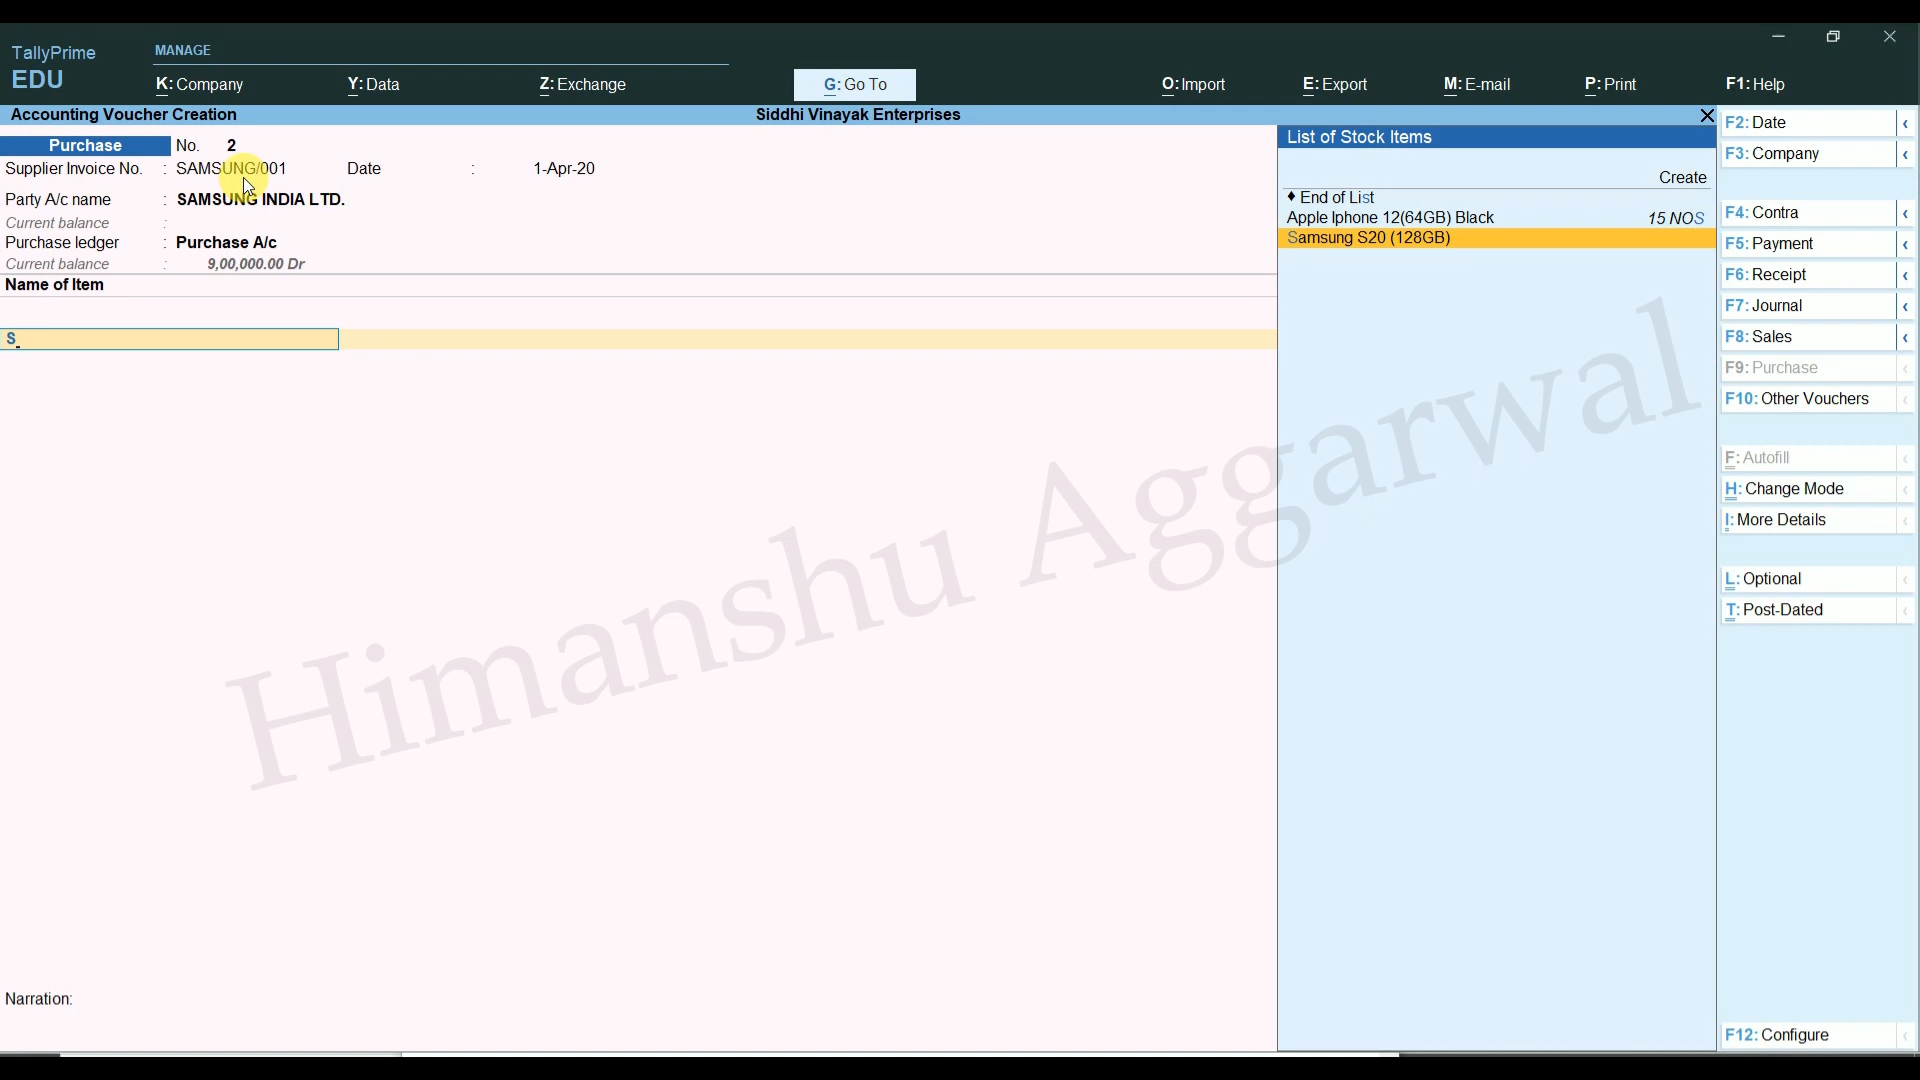 TallyPrime
EDU
MANAGE
K: Company
Y: Data
Z: Exchange
G: Go To
O: Import
E: Export
M: E-mail
P: Print
F1: Help
Accounting Voucher Creation
Siddhi Vinayak Enterprises
Purchase No. 2
Supplier Invoice No. : SAMSUNG/001 Date : 1-Apr-20
Party A/c name : SAMSUNG INDIA LTD.
Current balance :
Purchase ledger : Purchase A/c
Current balance : 9,00,000.00 Dr
Name of Item
S
Narration:
List of Stock Items
Create
♦ End of List
Apple Iphone 12(64GB) Black 15 NOS
Samsung S20 (128GB)
F2: Date
F3: Company
F4: Contra
F5: Payment
F6: Receipt
F7: Journal
F8: Sales
F9: Purchase
F10: Other Vouchers
F: Autofill
H: Change Mode
I: More Details
L: Optional
T: Post-Dated
F12: Configure
Himanshu Aggarwal